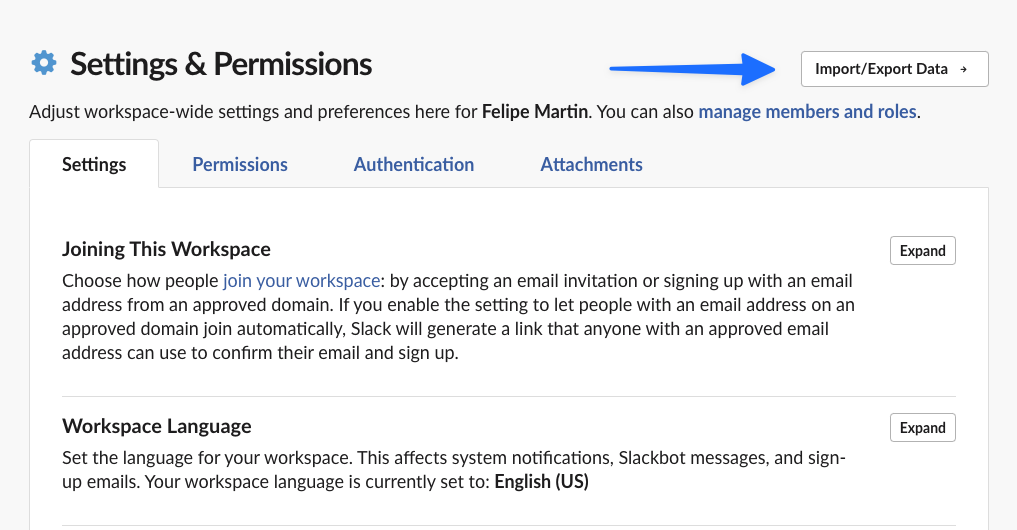 Settings & Permissions
Import/Export Data →
Adjust workspace-wide settings and preferences here for Felipe Martin. You can also manage members and roles.
Settings
Permissions
Authentication
Attachments
Joining This Workspace
Expand
Choose how people join your workspace: by accepting an email invitation or signing up with an email
address from an approved domain. If you enable the setting to let people with an email address on an
approved domain join automatically, Slack will generate a link that anyone with an approved email
address can use to confirm their email and sign up.
Workspace Language
Expand
Set the language for your workspace. This affects system notifications, Slackbot messages, and sign-
up emails. Your workspace language is currently set to: English (US)